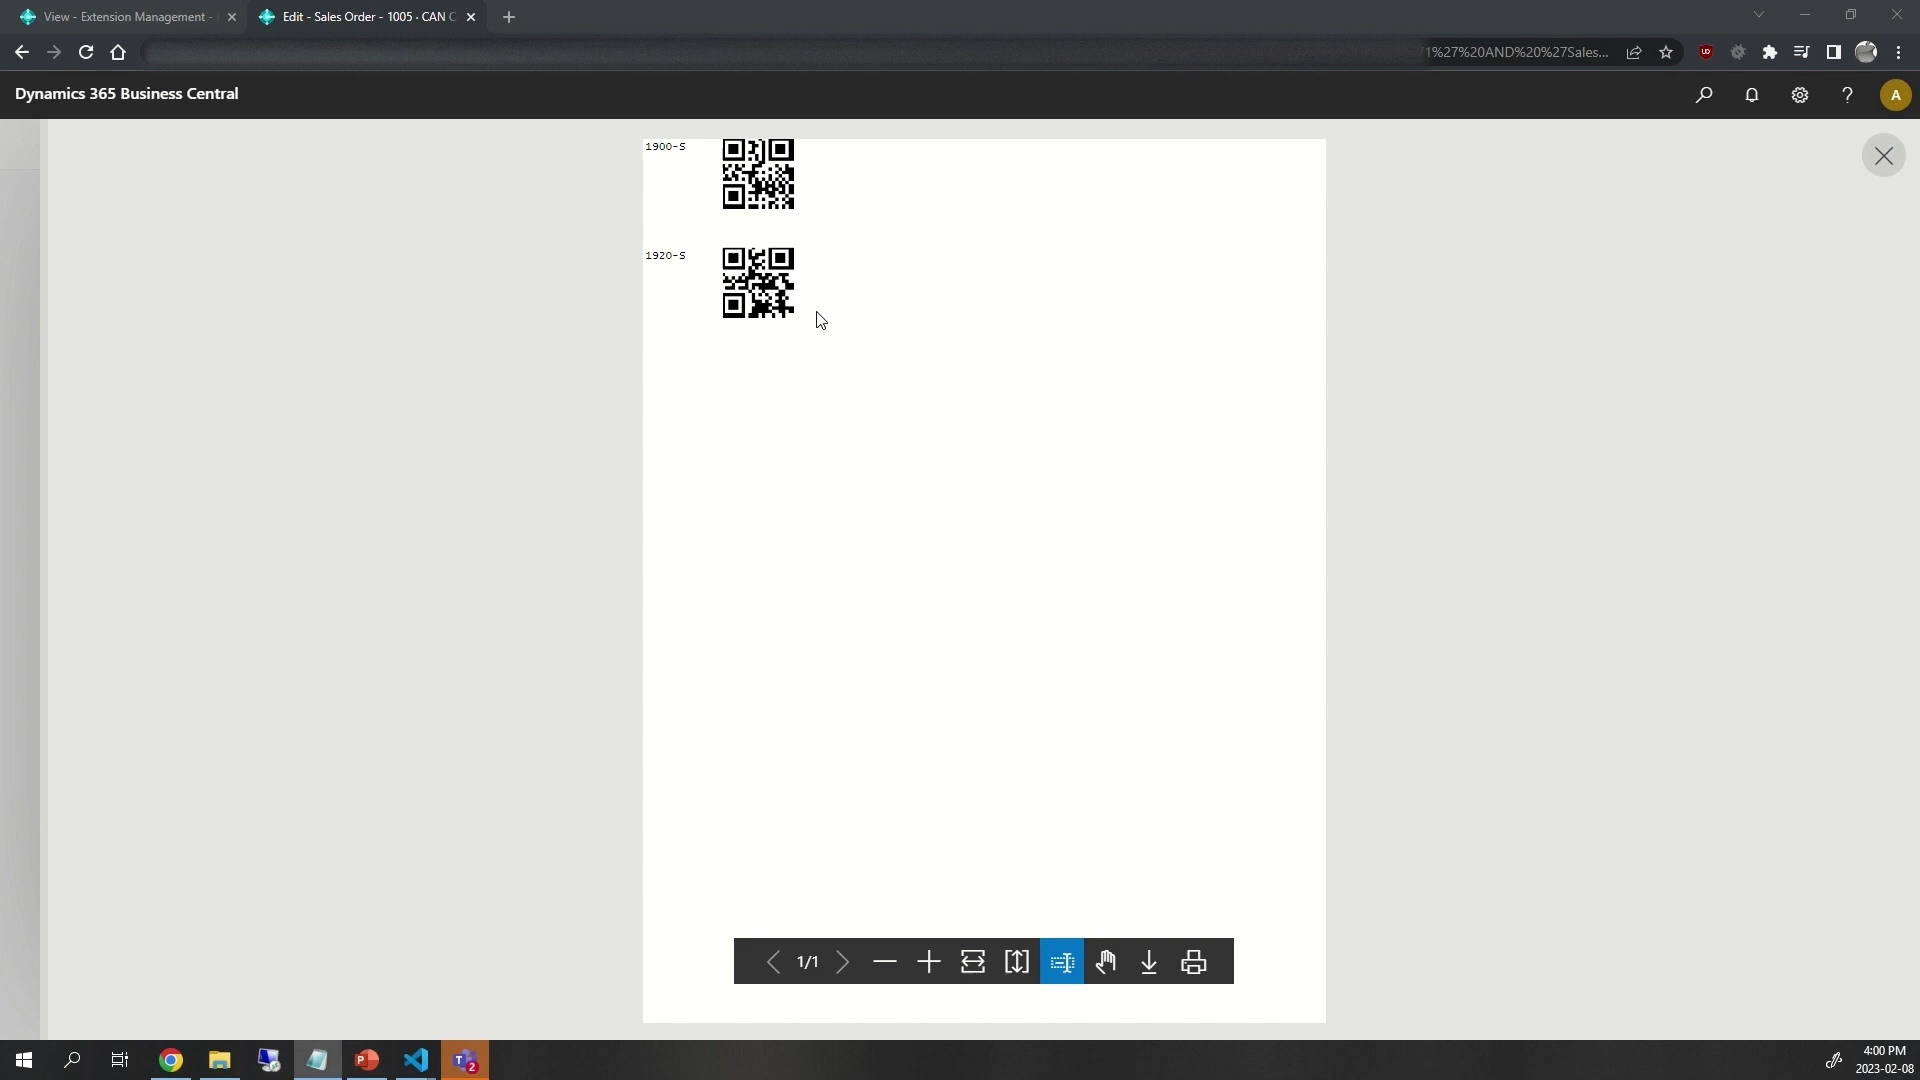 View - Extension Management -
Edit - Sales Order - 1005 · CAN C
1%27%20AND%20%27Sales...
Dynamics 365 Business Central
A
1900-S
1920-S
1/1
4:00 PM
2023-02-08